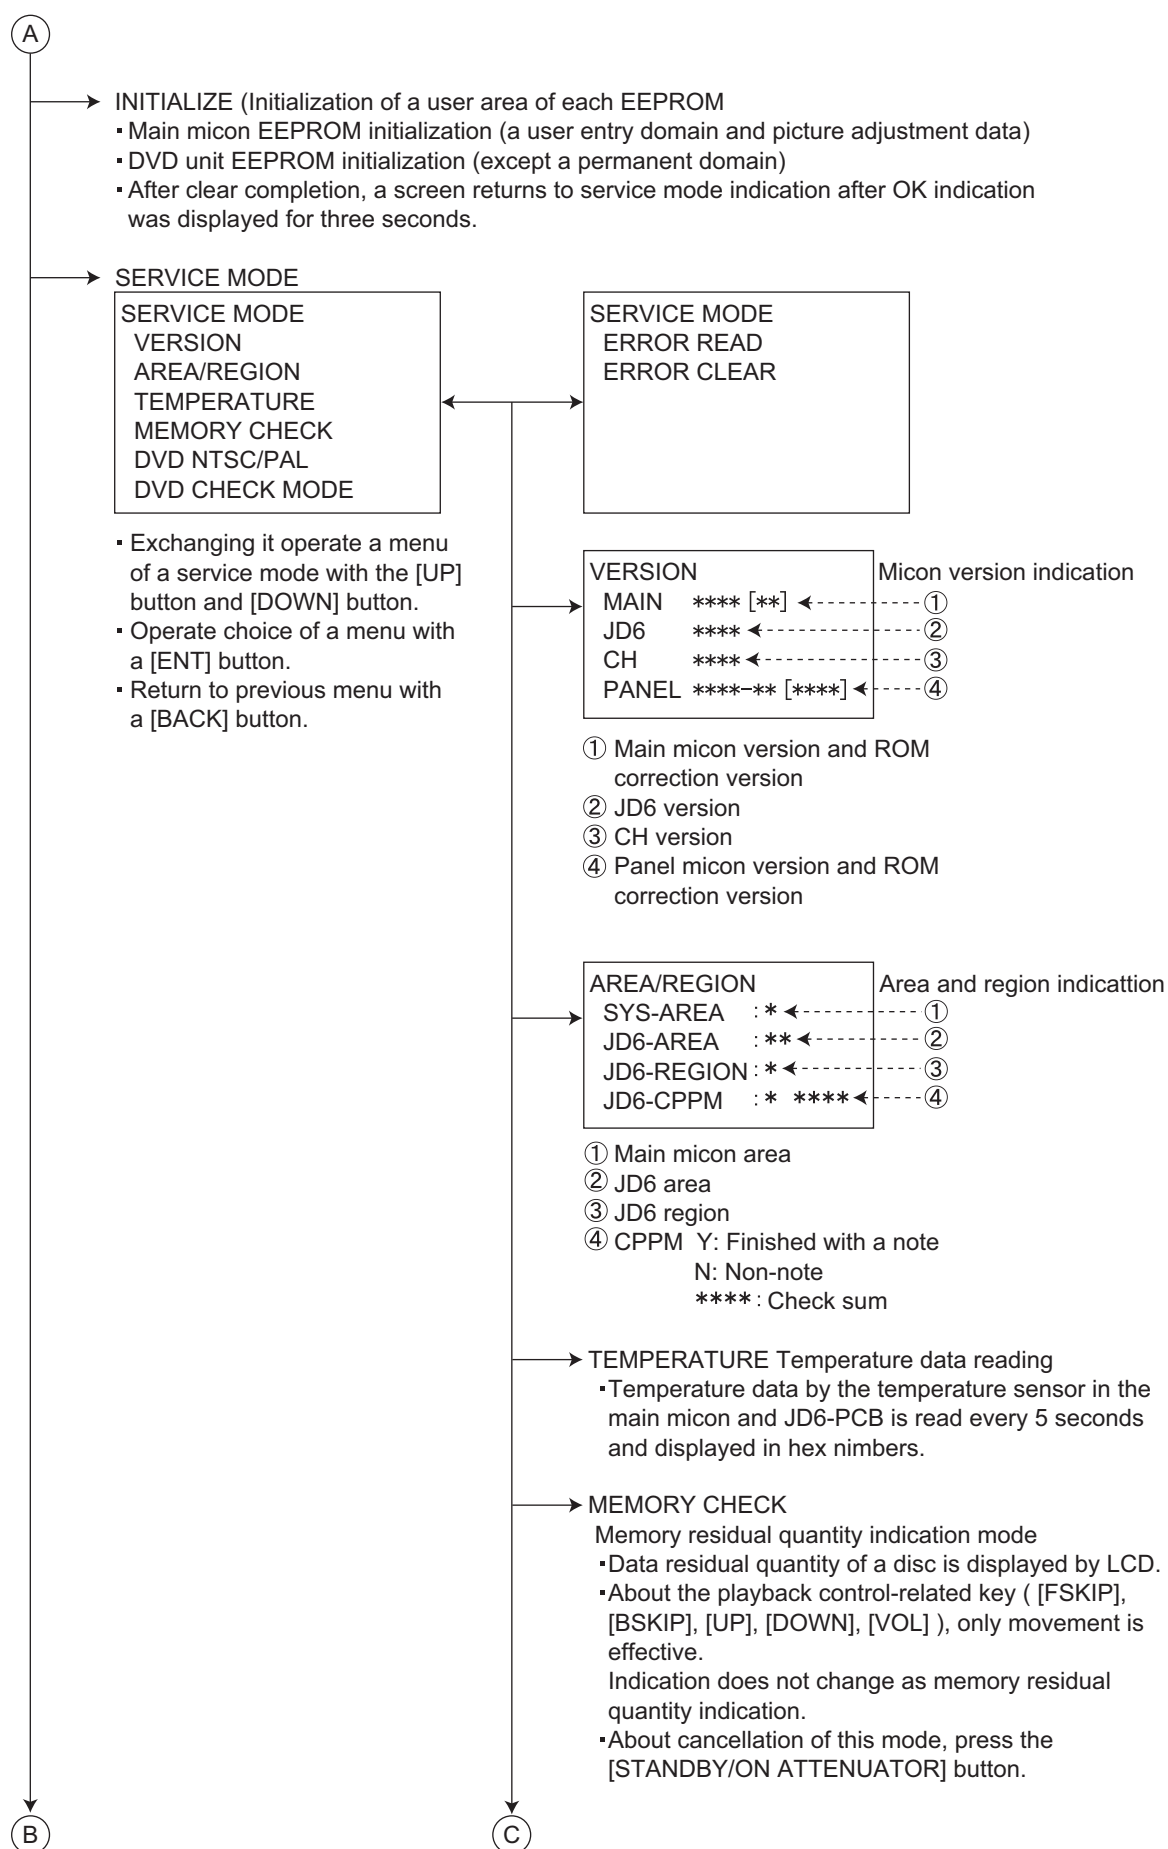 A
INITIALIZE (Initialization of a user area of each EEPROM
▪ Main micon EEPROM initialization (a user entry domain and picture adjustment data)
▪ DVD unit EEPROM initialization (except a permanent domain)
▪ After clear completion, a screen returns to service mode indication after OK indication
was displayed for three seconds.
SERVICE MODE
SERVICE MODE
VERSION
AREA/REGION
TEMPERATURE
MEMORY CHECK
DVD NTSC/PAL
DVD CHECK MODE
SERVICE MODE
ERROR READ
ERROR CLEAR
▪ Exchanging it operate a menu
of a service mode with the [UP]
button and [DOWN] button.
▪ Operate choice of a menu with
a [ENT] button.
▪ Return to previous menu with
a [BACK] button.
VERSION
Micon version indication
MAIN **** [**] ①
JD6 **** ②
CH **** ③
PANEL ****-** [****] ④
① Main micon version and ROM
correction version
② JD6 version
③ CH version
④ Panel micon version and ROM
correction version
AREA/REGION
Area and region indicattion
SYS-AREA : * ①
JD6-AREA : ** ②
JD6-REGION : * ③
JD6-CPPM : * **** ④
① Main micon area
② JD6 area
③ JD6 region
④ CPPM Y: Finished with a note
N: Non-note
**** : Check sum
TEMPERATURE Temperature data reading
▪Temperature data by the temperature sensor in the
main micon and JD6-PCB is read every 5 seconds
and displayed in hex nimbers.
MEMORY CHECK
Memory residual quantity indication mode
▪Data residual quantity of a disc is displayed by LCD.
▪About the playback control-related key ( [FSKIP],
[BSKIP], [UP], [DOWN], [VOL] ), only movement is
effective.
Indication does not change as memory residual
quantity indication.
▪About cancellation of this mode, press the
[STANDBY/ON ATTENUATOR] button.
B
C